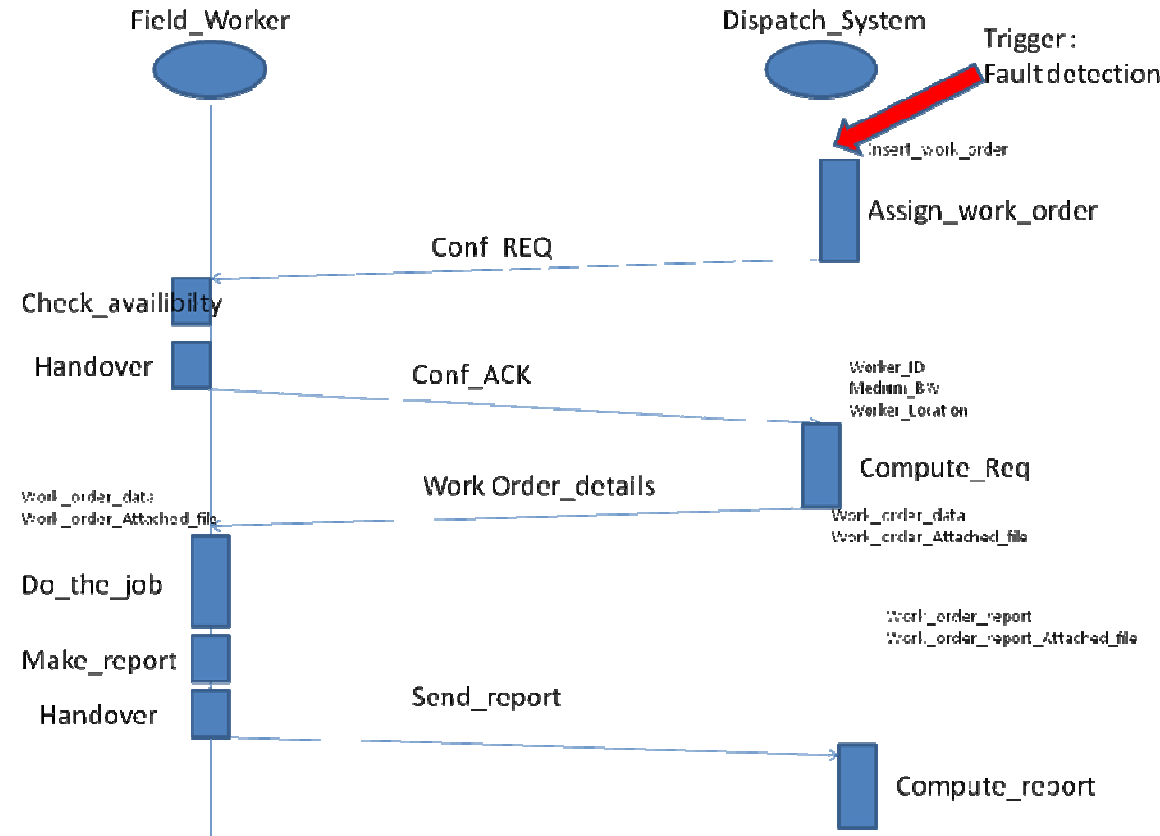 Field_Worker
Dispatch_System
Trigger :
Fault detection
Insert_work_order
Assign_work_order
Conf_REQ
Check_availibilty
Handover
Conf_ACK
Worker_ID
Medium_BW
Worker_Location
Compute_Req
Work Order_details
Work_order_data
Work_order_Attached_file
Work_order_data
Work_order_Attached_file
Do_the_job
Work_order_report
Work_order_report_Attached_file
Make_report
Send_report
Handover
Compute_report